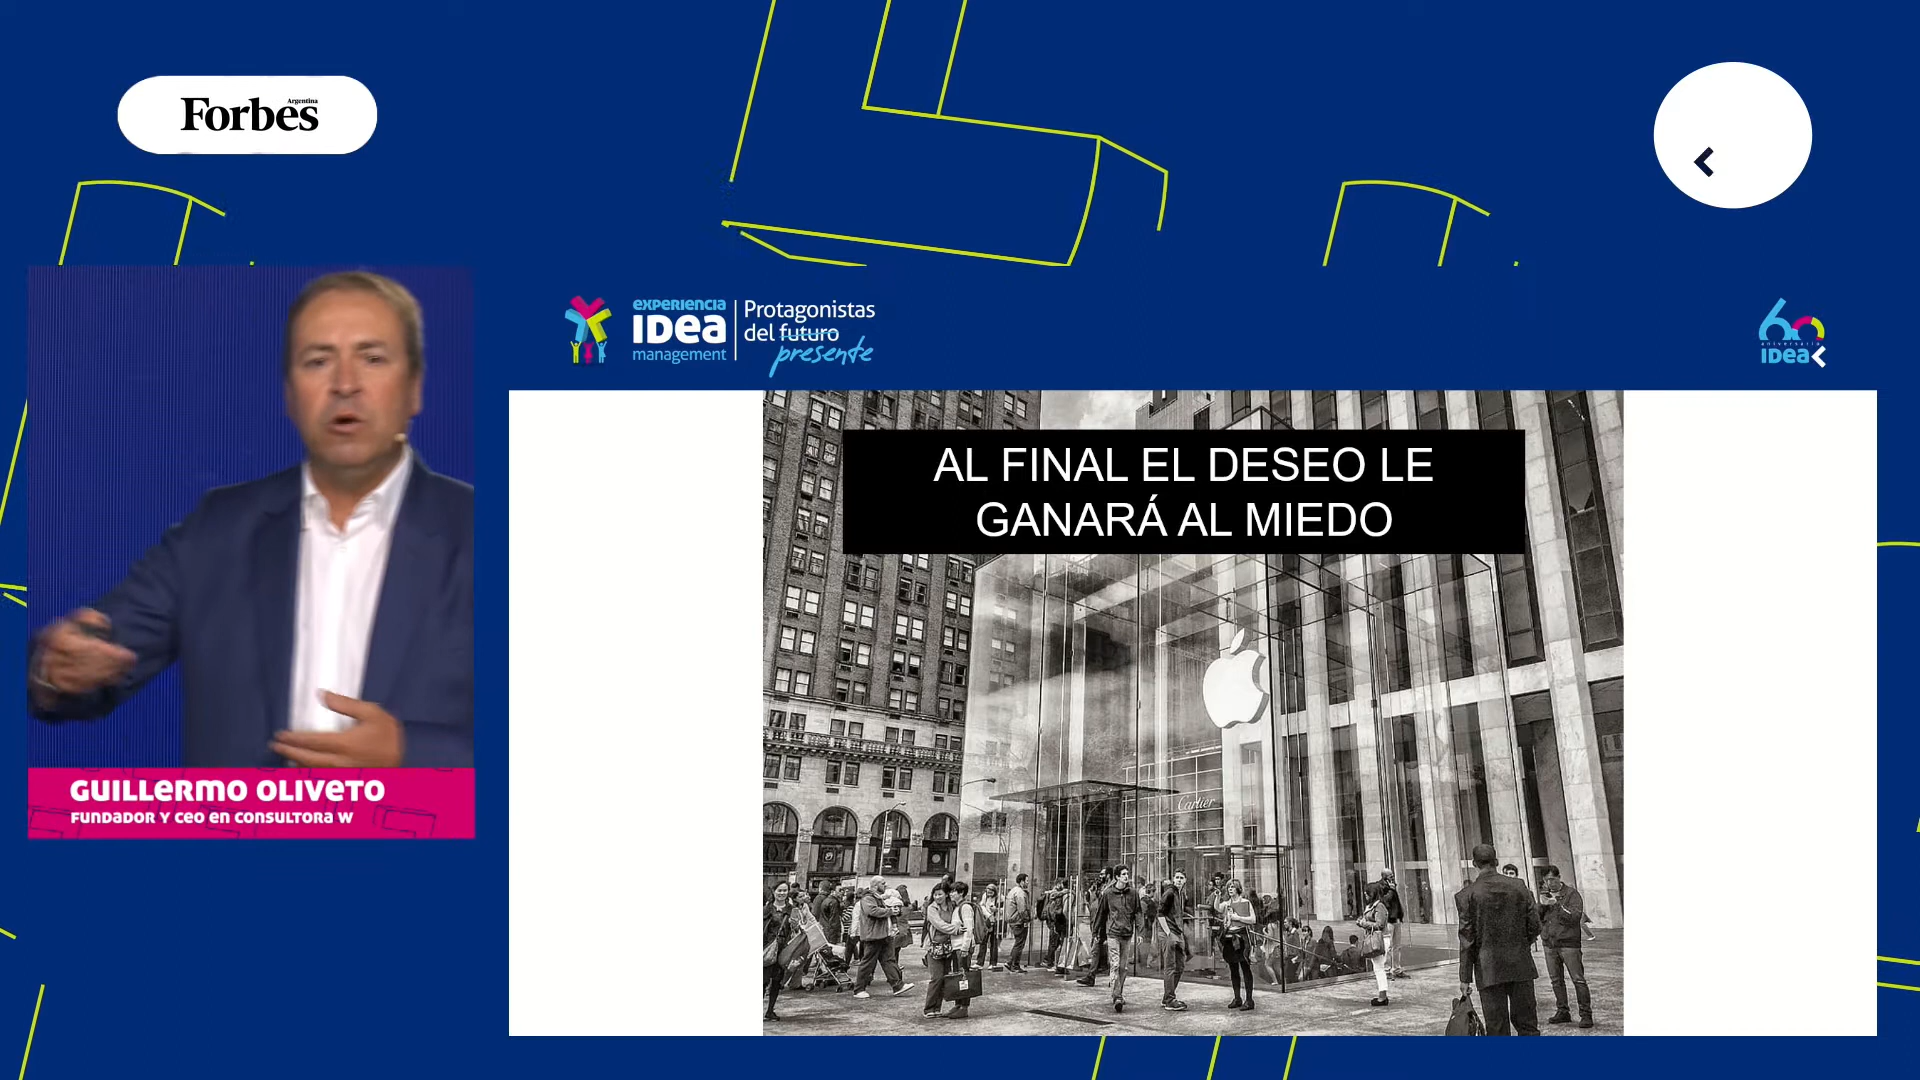 Forbes
Argentina
experiencia
IDea
management
Protagonistas
del futuro
presente
60
aniversario
IDea
AL FINAL EL DESEO LE
GANARÁ AL MIEDO
Cartier
GUILLeRMO OLIVeTO
FUNDADOR Y CeO en CONSULTORA W